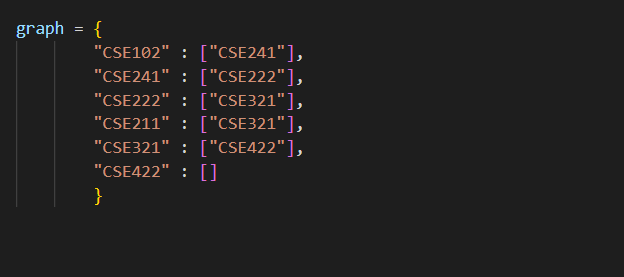 graph = {
"CSE102" : ["CSE241"],
"CSE241" : ["CSE222"],
"CSE222" : ["CSE321"],
"CSE211" : ["CSE321"],
"CSE321" : ["CSE422"],
"CSE422" : []
}